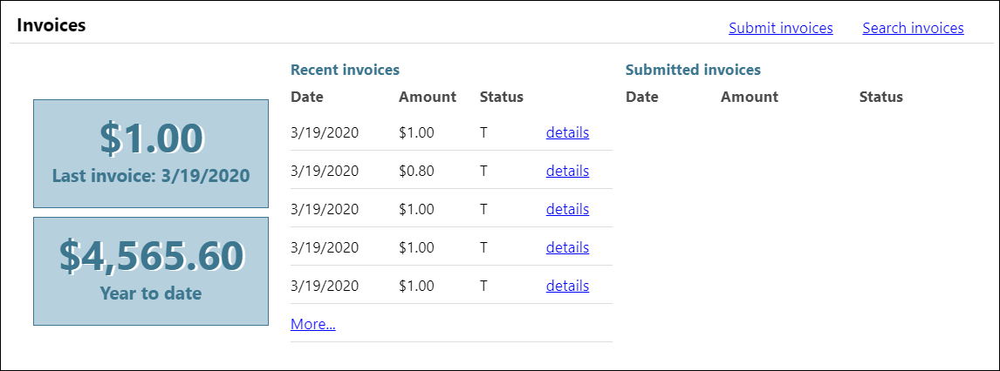 Invoices
Submit invoices Search invoices
$1.00
Last invoice: 3/19/2020
$4,565.60
Year to date
Recent invoices
Date Amount Status
3/19/2020 $1.00 T details
3/19/2020 $0.80 T details
3/19/2020 $1.00 T details
3/19/2020 $1.00 T details
3/19/2020 $1.00 T details
More...
Submitted invoices
Date Amount Status